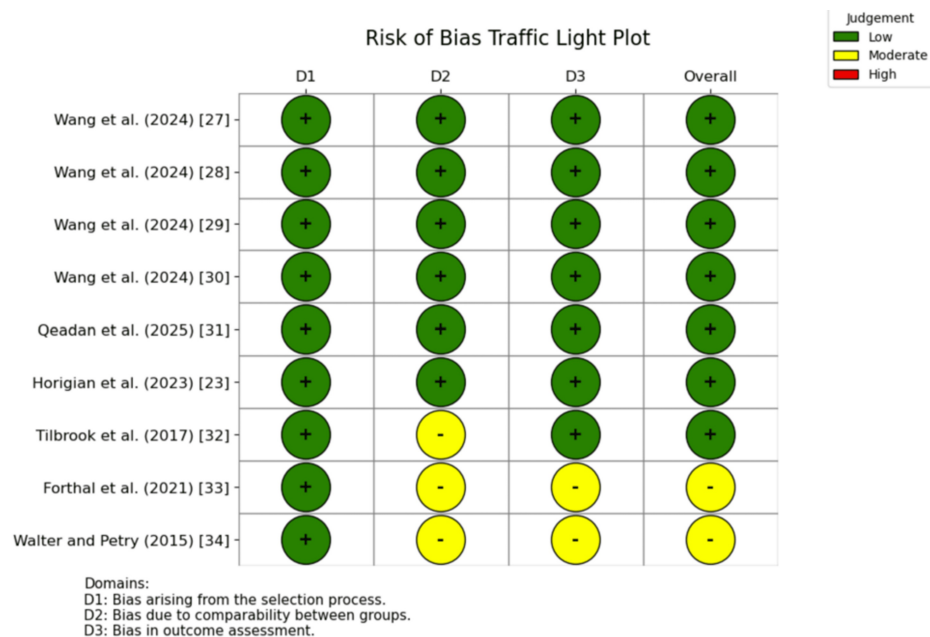 Judgement
Low
Moderate
High
Risk of Bias Traffic Light Plot
D1 D2 D3 Overall
Wang et al. (2024) [27] + + + +
Wang et al. (2024) [28] + + + +
Wang et al. (2024) [29] + + + +
Wang et al. (2024) [30] + + + +
Qeadan et al. (2025) [31] + + + +
Horigian et al. (2023) [23] + + + +
Tilbrook et al. (2017) [32] + - + +
Forthal et al. (2021) [33] + - - -
Walter and Petry (2015) [34] + - - -
Domains:
D1: Bias arising from the selection process.
D2: Bias due to comparability between groups.
D3: Bias in outcome assessment.